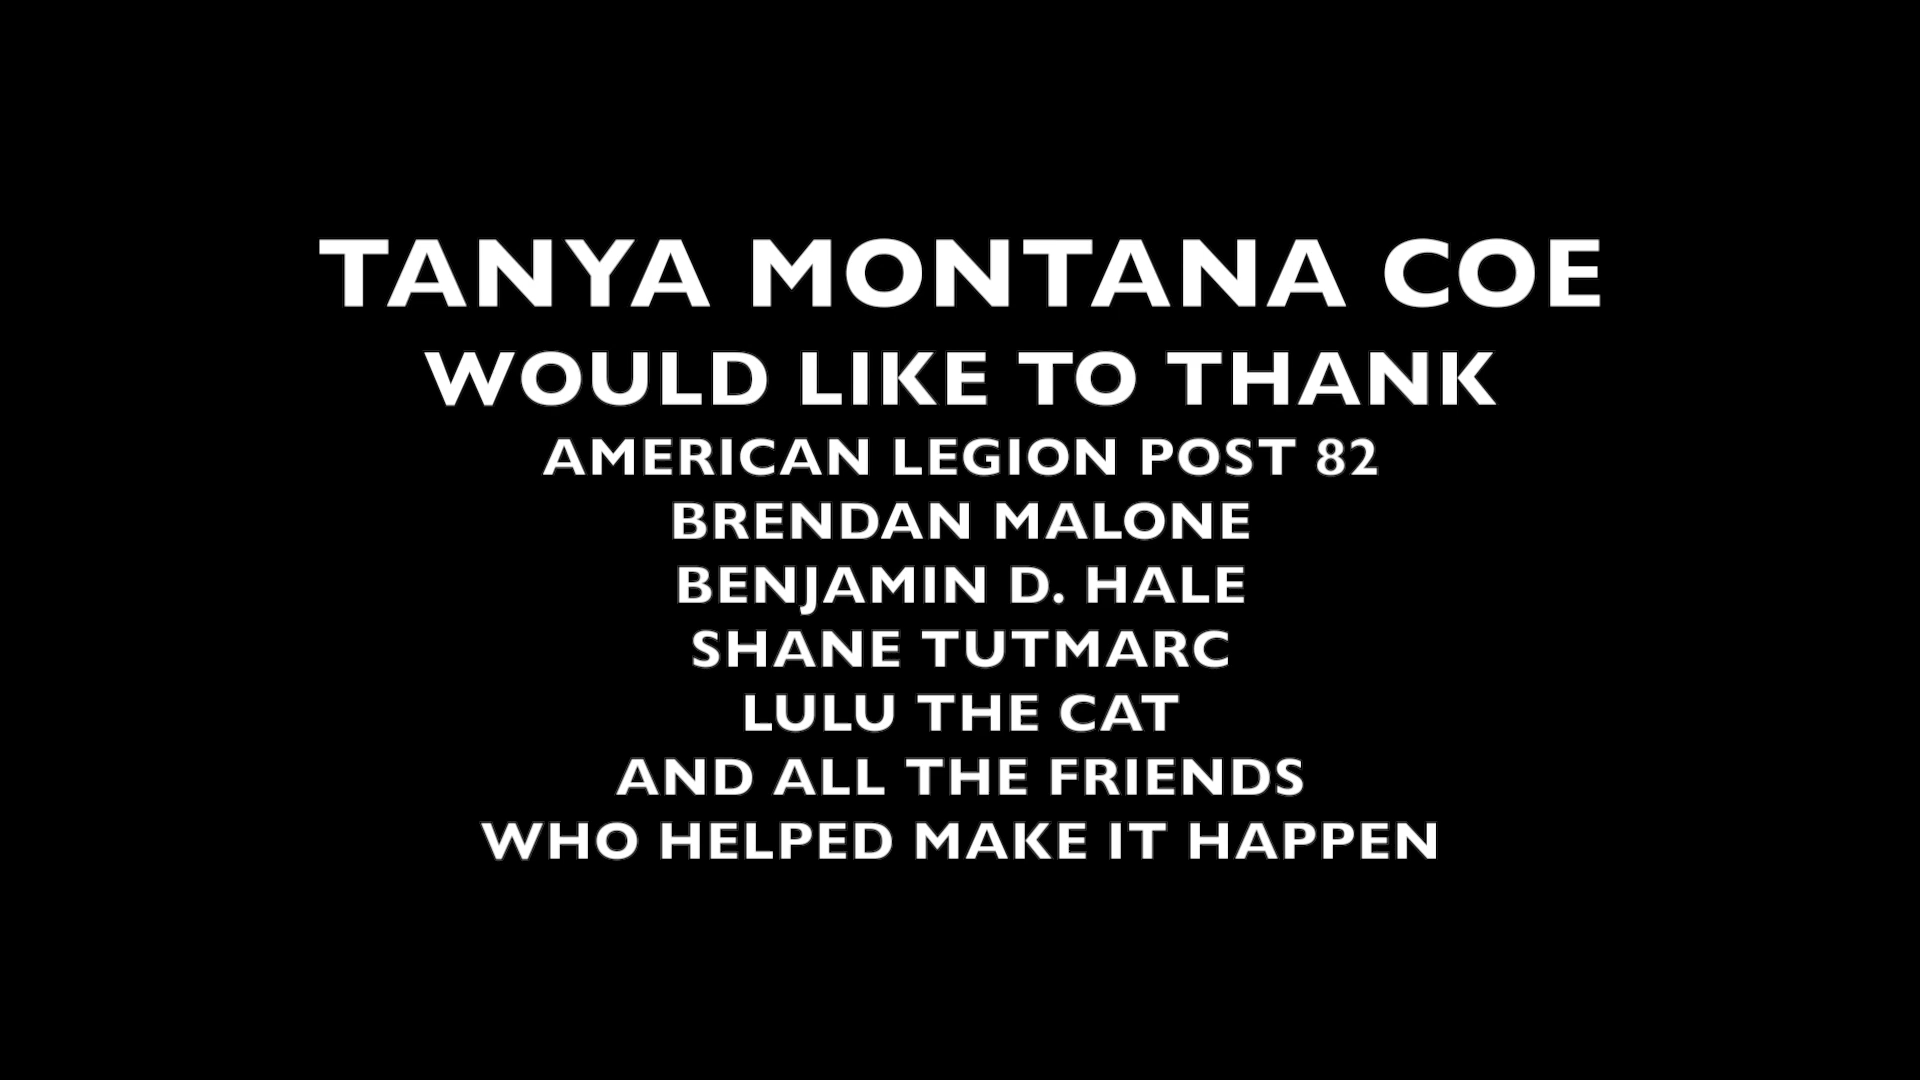 TANYA MONTANA COE
WOULD LIKE TO THANK
AMERICAN LEGION POST 82
BRENDAN MALONE
BENJAMIN D. HALE
SHANE TUTMARC
LULU THE CAT
AND ALL THE FRIENDS
WHO HELPED MAKE IT HAPPEN